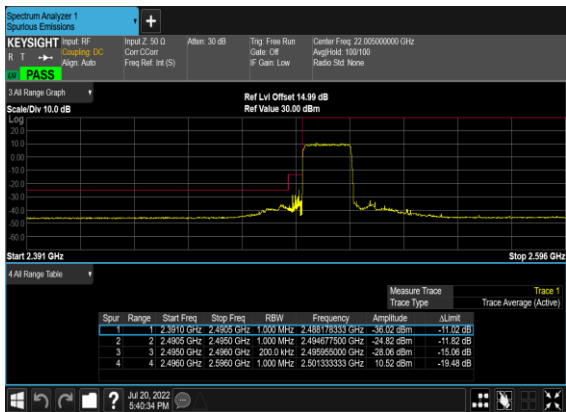 Spectrum Analyzer 1
Spurious Emissions
KEYSIGHT Input: RF
R T Coupling: DC
Align: Auto
Input Z: 50 Ω
Corr CCorr
Freq Ref: Int (S)
Atten: 30 dB
Trig: Free Run
Gate: Off
IF Gain: Low
Center Freq: 22.005000000 GHz
Avg|Hold: 100/100
Radio Std: None
PASS
3 All Range Graph
Ref Lvl Offset 14.99 dB
Scale/Div 10.0 dB Ref Value 30.00 dBm
Log
20.0
10.0
0.00
-10.0
-20.0
-30.0
-40.0
-50.0
-60.0
Start 2.391 GHz Stop 2.596 GHz
4 All Range Table
Measure Trace Trace 1
Trace Type Trace Average (Active)
Spur Range Start Freq Stop Freq RBW Frequency Amplitude ΔLimit
1 1 2.3910 GHz 2.4905 GHz 1.000 MHz 2.488178333 GHz -36.02 dBm -11.02 dB
2 2 2.4905 GHz 2.4950 GHz 1.000 MHz 2.494677500 GHz -24.82 dBm -11.82 dB
3 3 2.4950 GHz 2.4960 GHz 200.0 kHz 2.495955000 GHz -28.06 dBm -15.06 dB
4 4 2.4960 GHz 2.5960 GHz 1.000 MHz 2.501333333 GHz 10.52 dBm -19.48 dB
Jul 20, 2022
5:40:34 PM